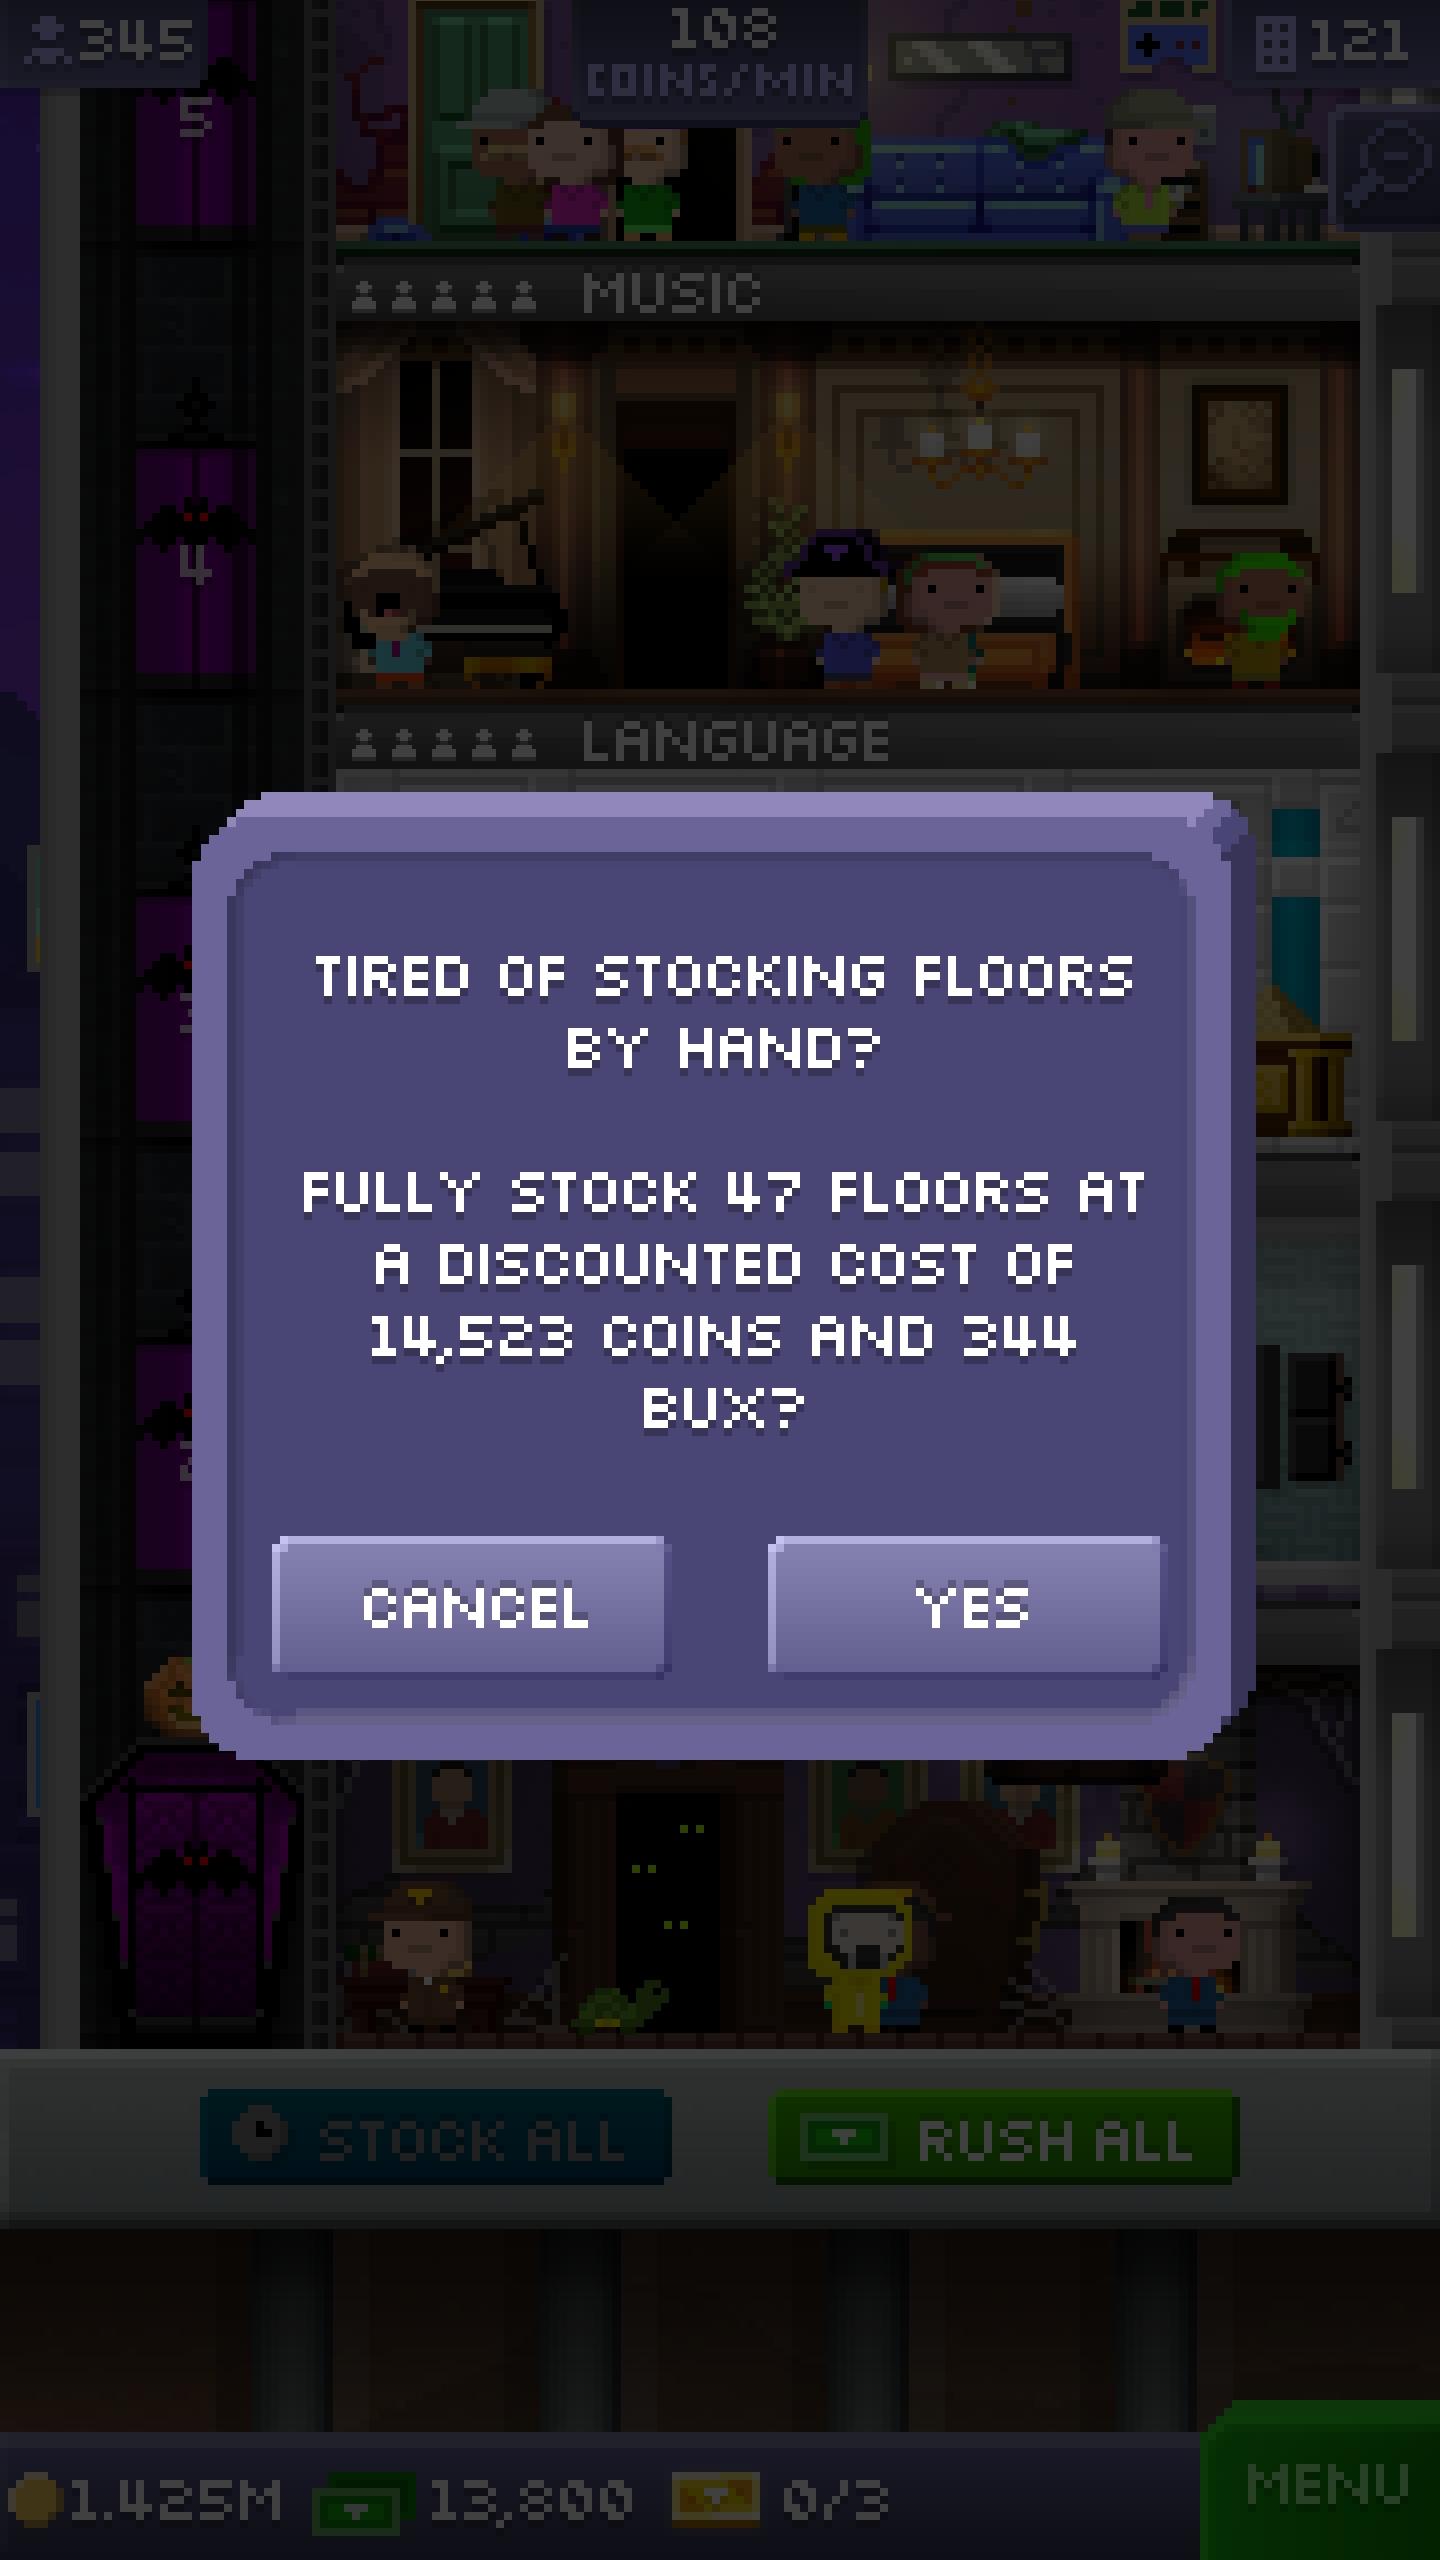 345
108
COINS/MIN
121
5
MUSIC
4
LANGUAGE
TIRED OF STOCKING FLOORS
BY HAND?
FULLY STOCK 47 FLOORS AT
A DISCOUNTED COST OF
14,523 COINS AND 344
BUX?
CANCEL
YES
STOCK ALL
RUSH ALL
1.425M
13,800
0/3
MENU